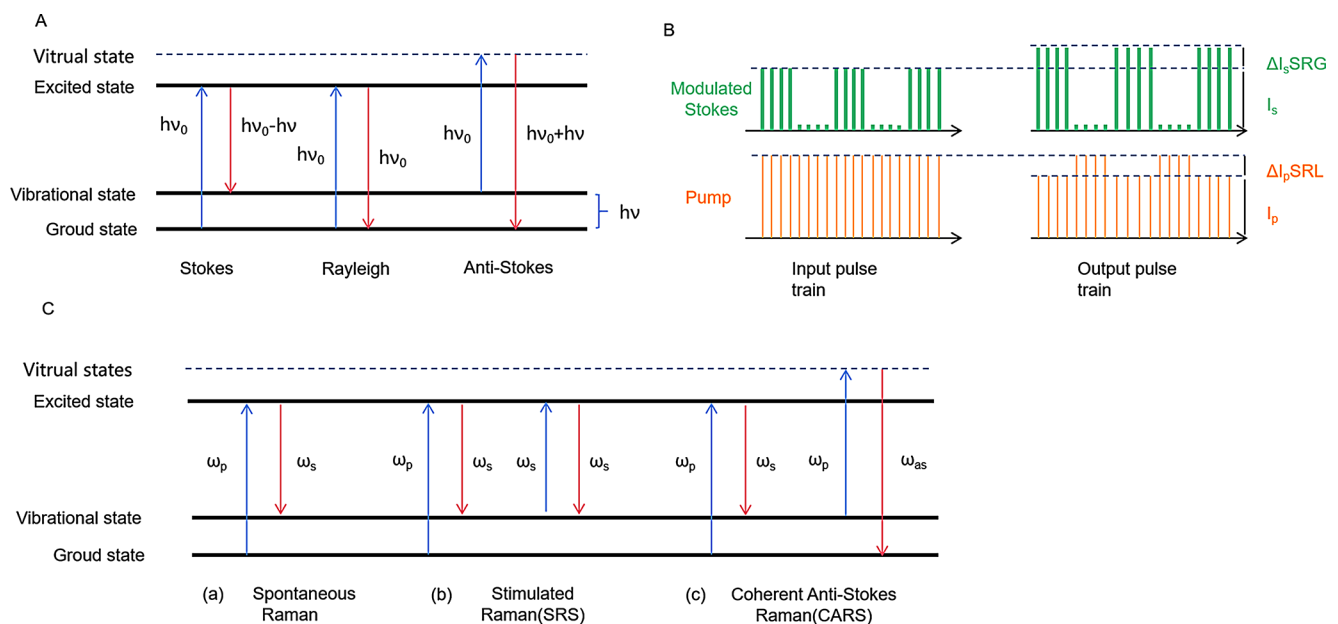 A
Vitrual state
Excited state
hν₀
hν₀-hν
hν₀
hν₀
hν₀
hν₀+hν
Vibrational state
Groud state
hν
Stokes
Rayleigh
Anti-Stokes
B
Modulated
Stokes
ΔIₛSRG
Iₛ
Pump
ΔIₚSRL
Iₚ
Input pulse
train
Output pulse
train
C
Vitrual states
Excited state
ωₚ
ωₛ
ωₚ
ωₛ
ωₛ
ωₛ
ωₚ
ωₛ
ωₚ
ωₐₛ
Vibrational state
Groud state
(a)
Spontaneous
Raman
(b)
Stimulated
Raman(SRS)
(c)
Coherent Anti-Stokes
Raman(CARS)